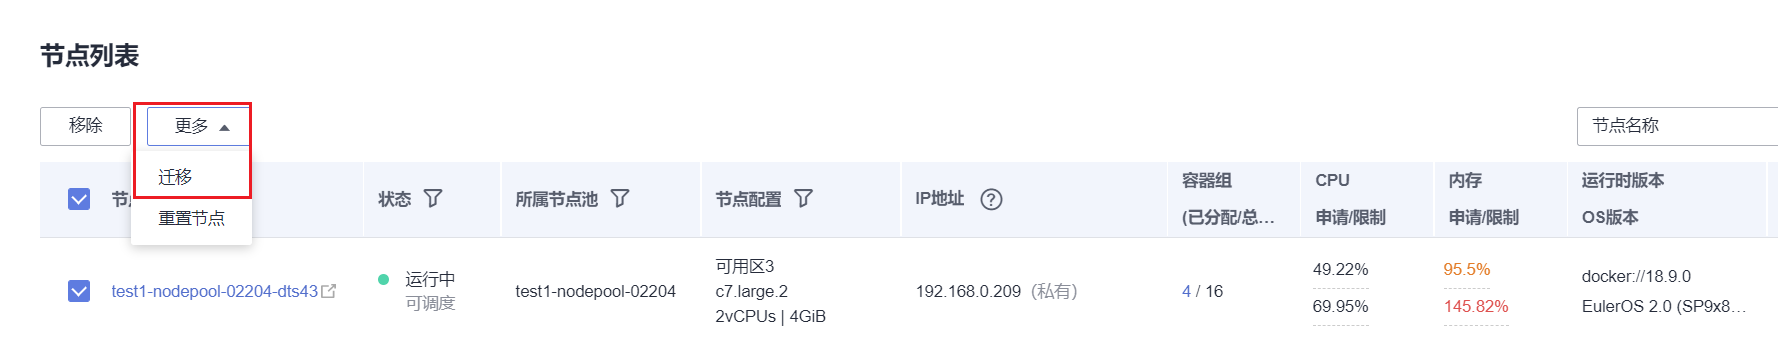 节点列表
移除
更多
节点名称
迁移
重置节点
状态
所属节点池
节点配置
IP地址
容器组
(已分配/总...
CPU
申请/限制
内存
申请/限制
运行时版本
OS版本
test1-nodepool-02204-dts43
运行中
可调度
test1-nodepool-02204
可用区3
c7.large.2
2vCPUs | 4GiB
192.168.0.209 (私有)
4 / 16
49.22%
69.95%
95.5%
145.82%
docker://18.9.0
EulerOS 2.0 (SP9x8...